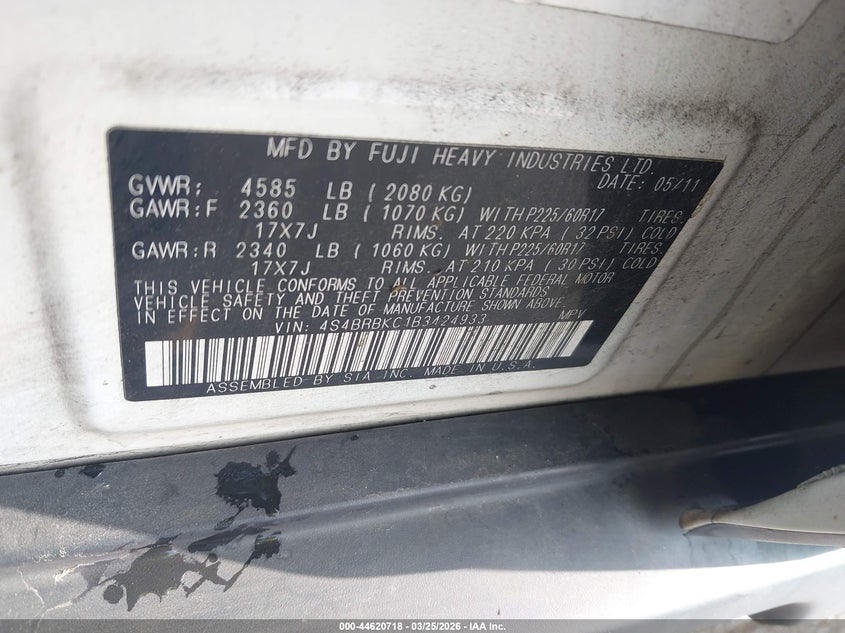 MFD BY FUJI HEAVY INDUSTRIES LTD.
DATE: 05/11
GVWR: 4585 LB (2080 KG)
GAWR:F 2360 LB (1070 KG) WITH P225/60R17 TIRES,
17X7J RIMS. AT 220 KPA (32 PSI) COLD
GAWR:R 2340 LB (1060 KG) WITH P225/60R17 TIRES,
17X7J RIMS. AT 210 KPA (30 PSI) COLD
THIS VEHICLE CONFORMS TO ALL APPLICABLE FEDERAL MOTOR
VEHICLE SAFETY AND THEFT PREVENTION STANDARDS
IN EFFECT ON THE DATE OF MANUFACTURE SHOWN ABOVE.
VIN: 4S4BRBKC1B3424933 MPV
ASSEMBLED BY SIA, INC. MADE IN U.S.A.
000-44620718 - 03/25/2026 - IAA Inc.